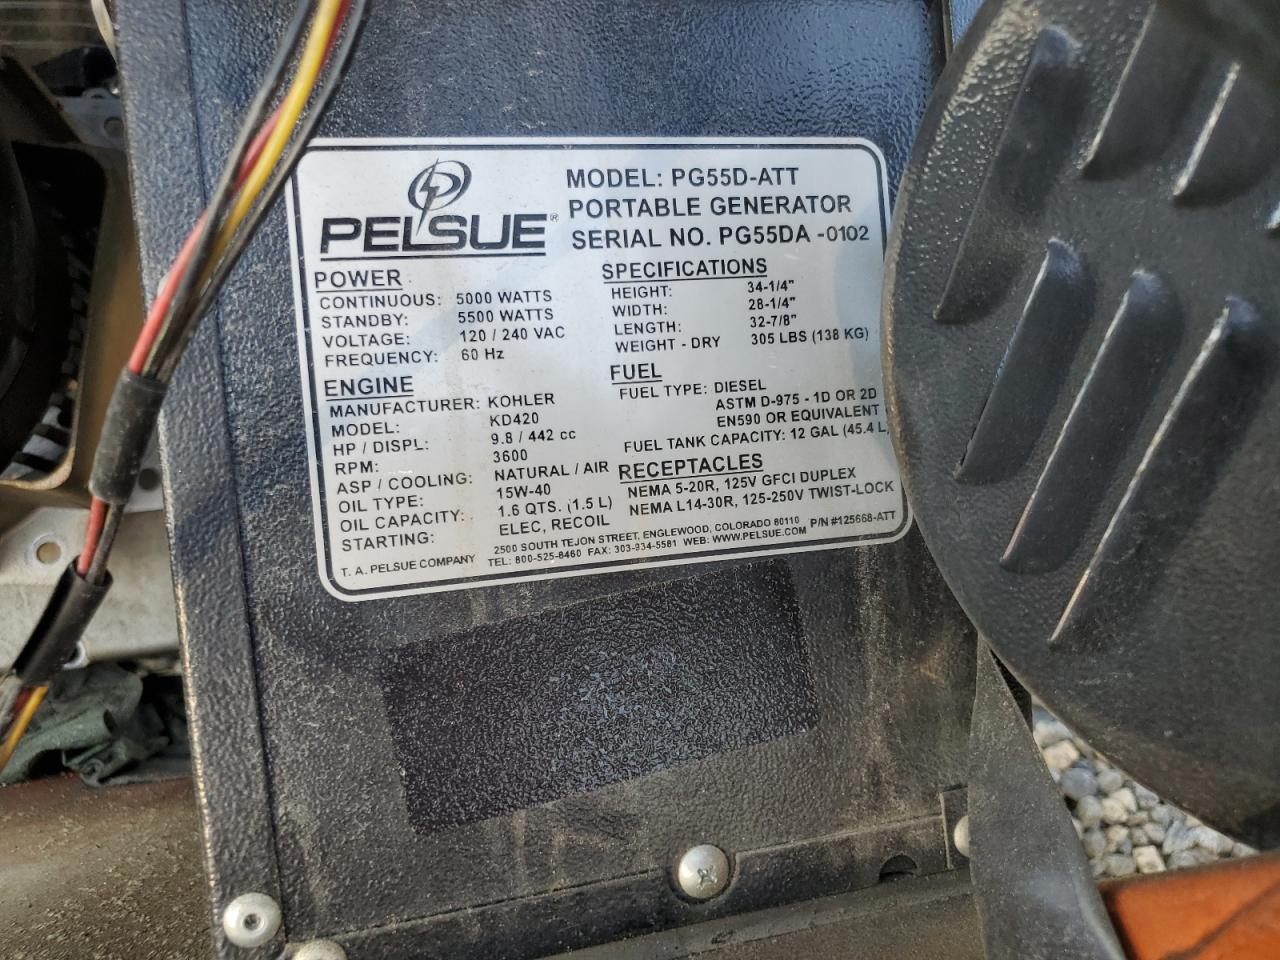 PELSUE®
MODEL: PG55D-ATT
PORTABLE GENERATOR
SERIAL NO. PG55DA -0102
POWER
CONTINUOUS: 5000 WATTS
STANDBY: 5500 WATTS
VOLTAGE: 120 / 240 VAC
FREQUENCY: 60 Hz
ENGINE
MANUFACTURER: KOHLER
MODEL: KD420
HP / DISPL: 9.8 / 442 cc
RPM: 3600
ASP / COOLING: NATURAL / AIR
OIL TYPE: 15W-40
OIL CAPACITY: 1.6 QTS. (1.5 L)
STARTING: ELEC, RECOIL
SPECIFICATIONS
HEIGHT: 34-1/4"
WIDTH: 28-1/4"
LENGTH: 32-7/8"
WEIGHT - DRY 305 LBS (138 KG)
FUEL
FUEL TYPE: DIESEL
ASTM D-975 - 1D OR 2D
EN590 OR EQUIVALENT
FUEL TANK CAPACITY: 12 GAL (45.4 L
RECEPTACLES
NEMA 5-20R, 125V GFCI DUPLEX
NEMA L14-30R, 125-250V TWIST-LOCK
T. A. PELSUE COMPANY
2500 SOUTH TEJON STREET, ENGLEWOOD, COLORADO 80110
TEL: 800-525-8460 FAX: 303-934-5581 WEB: WWW.PELSUE.COM P/N #125668-ATT